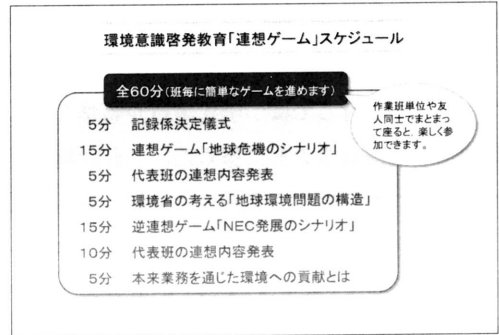 環境意識啓発教育「連想ゲーム」スケジュール
全60分(班毎に簡単なゲームを進めます)
作業班単位や友
人同士でまとまっ
て座ると、楽しく参
加できます。
5分 記録係決定儀式
15分 連想ゲーム「地球危機のシナリオ」
5分 代表班の連想内容発表
5分 環境省の考える「地球環境問題の構造」
15分 逆連想ゲーム「NEC発展のシナリオ」
10分 代表班の連想内容発表
5分 本来業務を通じた環境への貢献とは